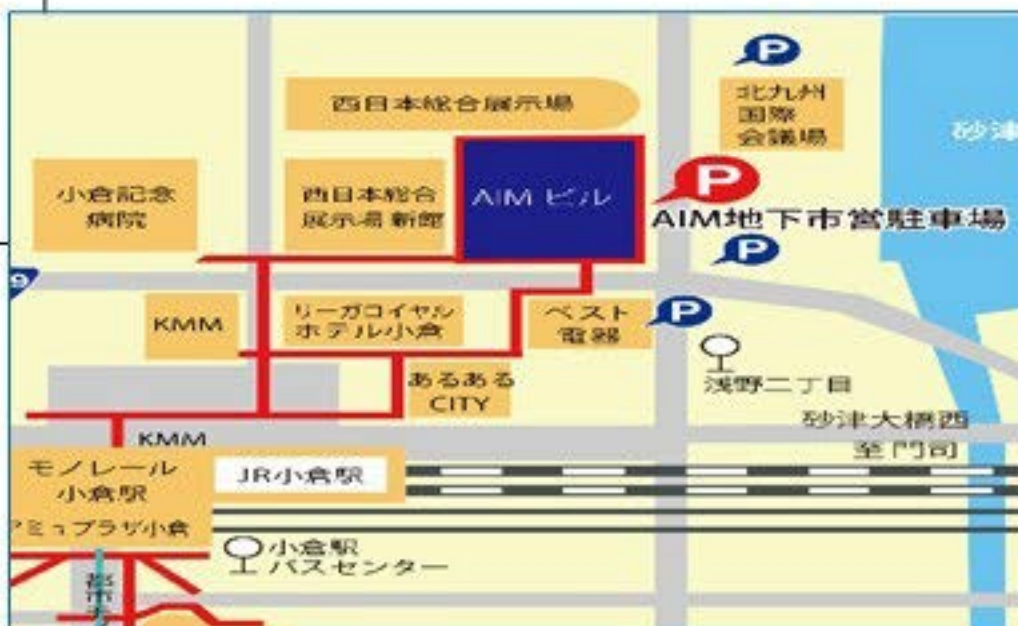 P
西日本総合展示場
北九州
国際
会議場
砂津
小倉記念
病院
西日本総合
展示場新館
AIM ビル
P
AIM地下市営駐車場
P
9
KMM
リーガロイヤル
ホテル小倉
ベスト
電器
P
浅野二丁目
あるある
CITY
砂津大橋西
KMM
至門司
モノレール
小倉駅
JR小倉駅
アミュプラザ小倉
小倉駅
バスセンター
都市